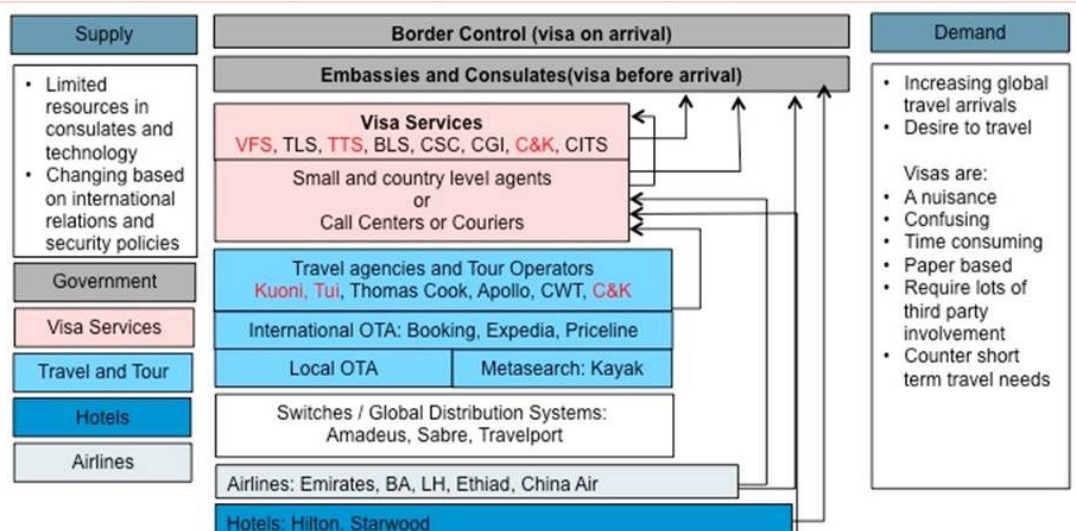 Supply
• Limited
resources in
consulates and
technology
• Changing based
on international
relations and
security policies
Government
Visa Services
Travel and Tour
Hotels
Airlines
Border Control (visa on arrival)
Embassies and Consulates(visa before arrival)
Visa Services
VFS, TLS, TTS, BLS, CSC, CGI, C&K, CITS
Small and country level agents
or
Call Centers or Couriers
Travel agencies and Tour Operators
Kuoni, Tui, Thomas Cook, Apollo, CWT, C&K
International OTA: Booking, Expedia, Priceline
Local OTA
Metasearch: Kayak
Switches / Global Distribution Systems:
Amadeus, Sabre, Travelport
Airlines: Emirates, BA, LH, Ethiad, China Air
Hotels: Hilton, Starwood
Demand
• Increasing global
travel arrivals
• Desire to travel
Visas are:
• A nuisance
• Confusing
• Time consuming
• Paper based
• Require lots of
third party
involvement
• Counter short
term travel needs